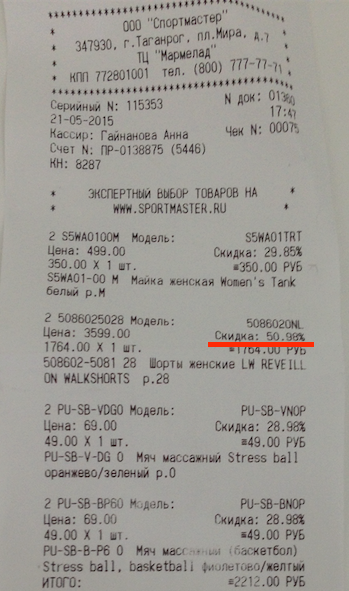 ООО "Спортмастер"
347930, г.Таганрог, пл.Мира, д.7
ТЦ "Мармелад"
КПП 772801001 тел. (800) 777-77-71
Серийный N: 115353 N док: 01380
21-05-2015 17:47
Кассир: Гайнанова Анна Чек N: 00075
Счет N: ПР-0138875 (5446)
КН: 8287
* ЭКСПЕРТНЫЙ ВЫБОР ТОВАРОВ НА *
* WWW.SPORTMASTER.RU *
2 S5WA0100M Модель: S5WA01TRT
Цена: 499.00 Скидка: 29.85%
350.00 X 1 шт. =350.00 РУБ
S5WA01-00 M Майка женская Women's Tank
белый р.M
2 5086025028 Модель: 5086020NL
Цена: 3599.00 Скидка: 50.98%
1764.00 X 1 шт. =1764.00 РУБ
508602-5081 28 Шорты женские LW REVEILL
ON WALKSHORTS р.28
2 PU-SB-VDG0 Модель: PU-SB-VNOP
Цена: 69.00 Скидка: 28.98%
49.00 X 1 шт. =49.00 РУБ
PU-SB-V-DG 0 Мяч массажный Stress ball
оранжево/зеленый р.0
2 PU-SB-BP60 Модель: PU-SB-BNOP
Цена: 69.00 Скидка: 28.98%
49.00 X 1 шт. =49.00 РУБ
PU-SB-B-P6 0 Мяч массажный (баскетбол)
Stress ball, basketball фиолетово/желтый
ИТОГО: =2212.00 РУБ